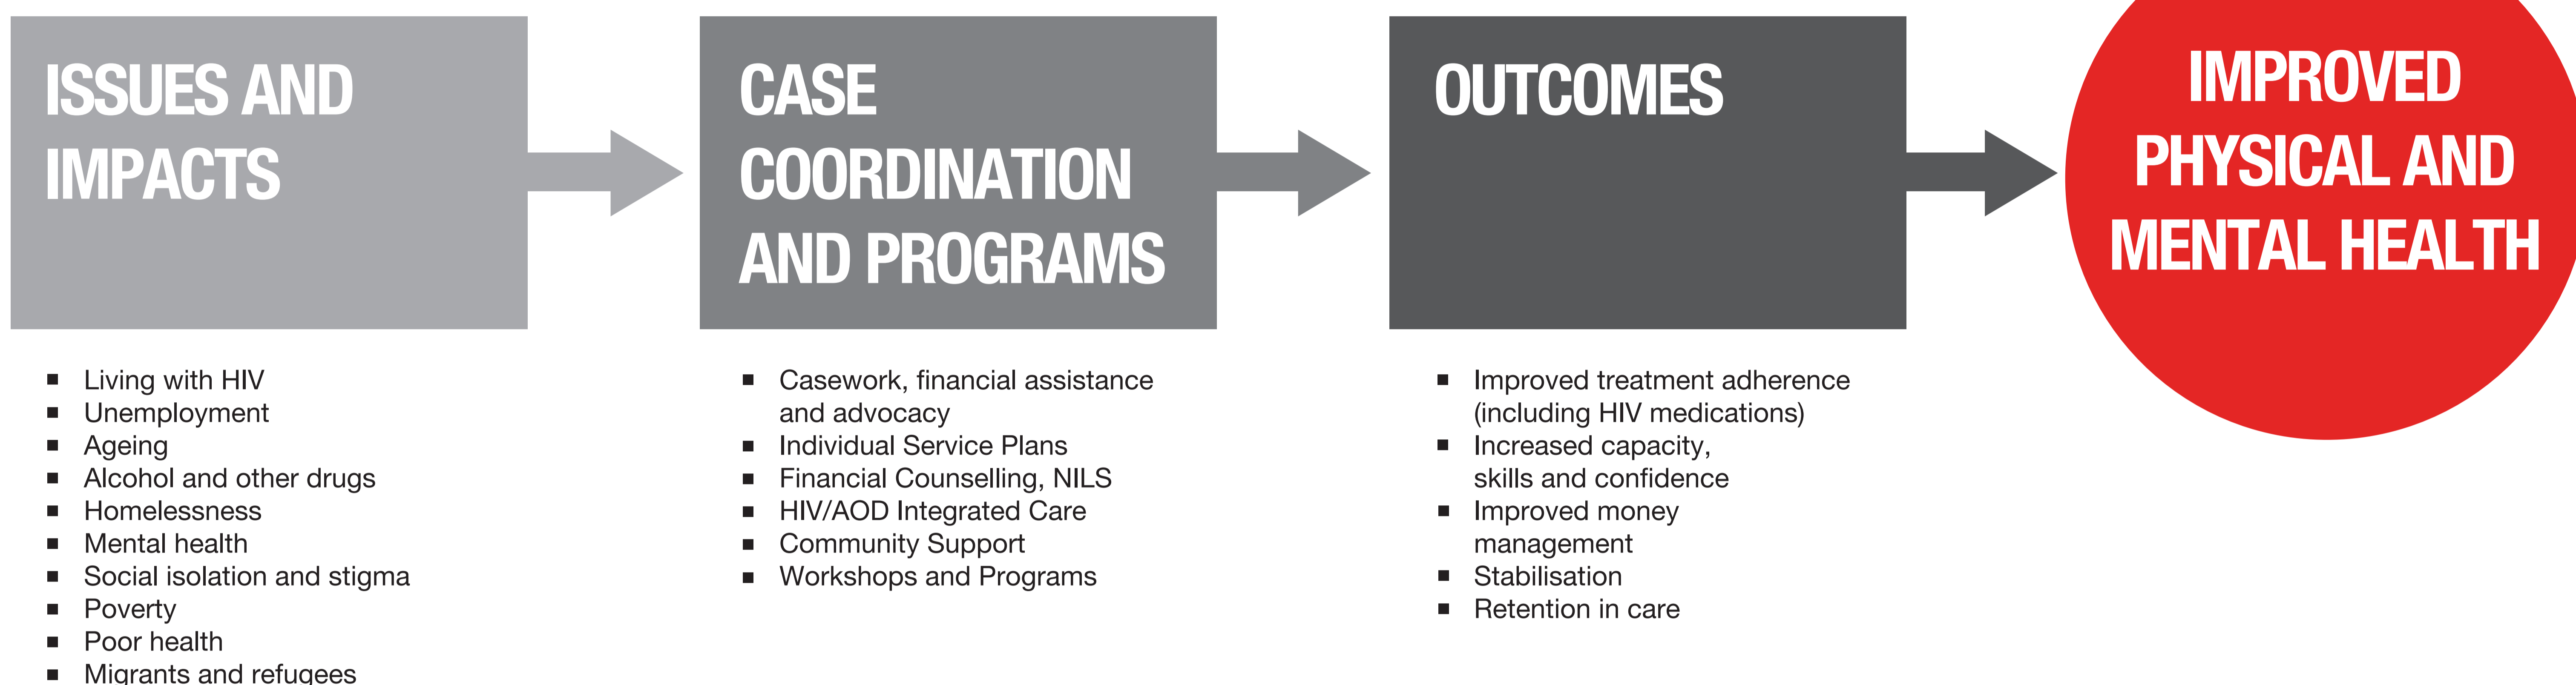 ISSUES AND
IMPACTS
Living with HIV
Unemployment
Ageing
Alcohol and other drugs
Homelessness
Mental health
Social isolation and stigma
Poverty
Poor health
Migrants and refugees
CASE
COORDINATION
AND PROGRAMS
Casework, financial assistance
and advocacy
Individual Service Plans
Financial Counselling, NILS
HIV/AOD Integrated Care
Community Support
Workshops and Programs
OUTCOMES
Improved treatment adherence
(including HIV medications)
Increased capacity,
skills and confidence
Improved money
management
Stabilisation
Retention in care
IMPROVED
PHYSICAL AND
MENTAL HEALTH